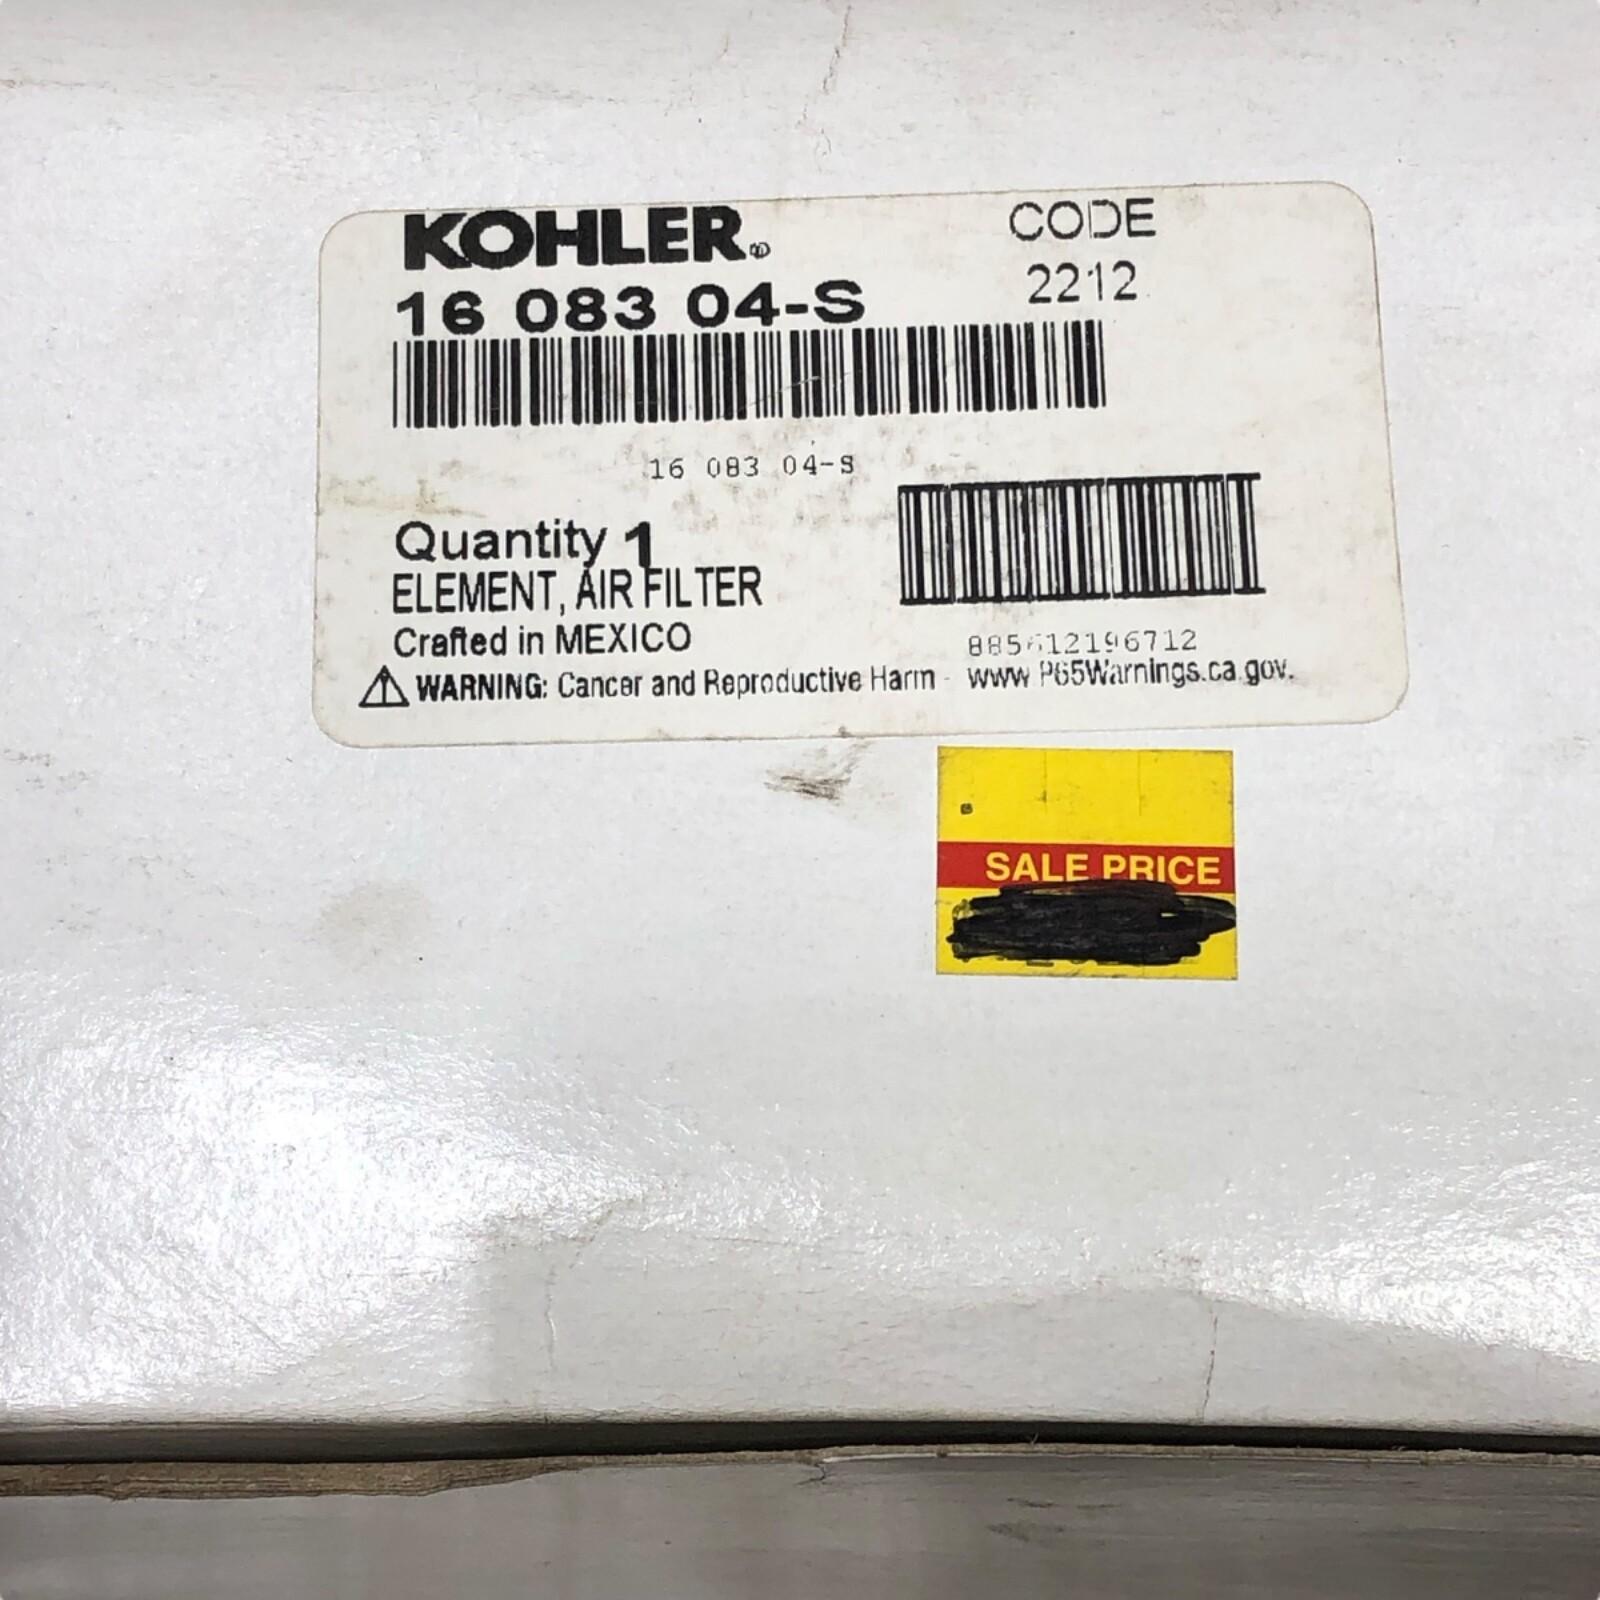 KOHLER®
CODE
16 083 04-S
2212
16 083 04-S
Quantity 1
ELEMENT, AIR FILTER
Crafted in MEXICO
885612196712
WARNING: Cancer and Reproductive Harm - www.P65Warnings.ca.gov.
SALE PRICE